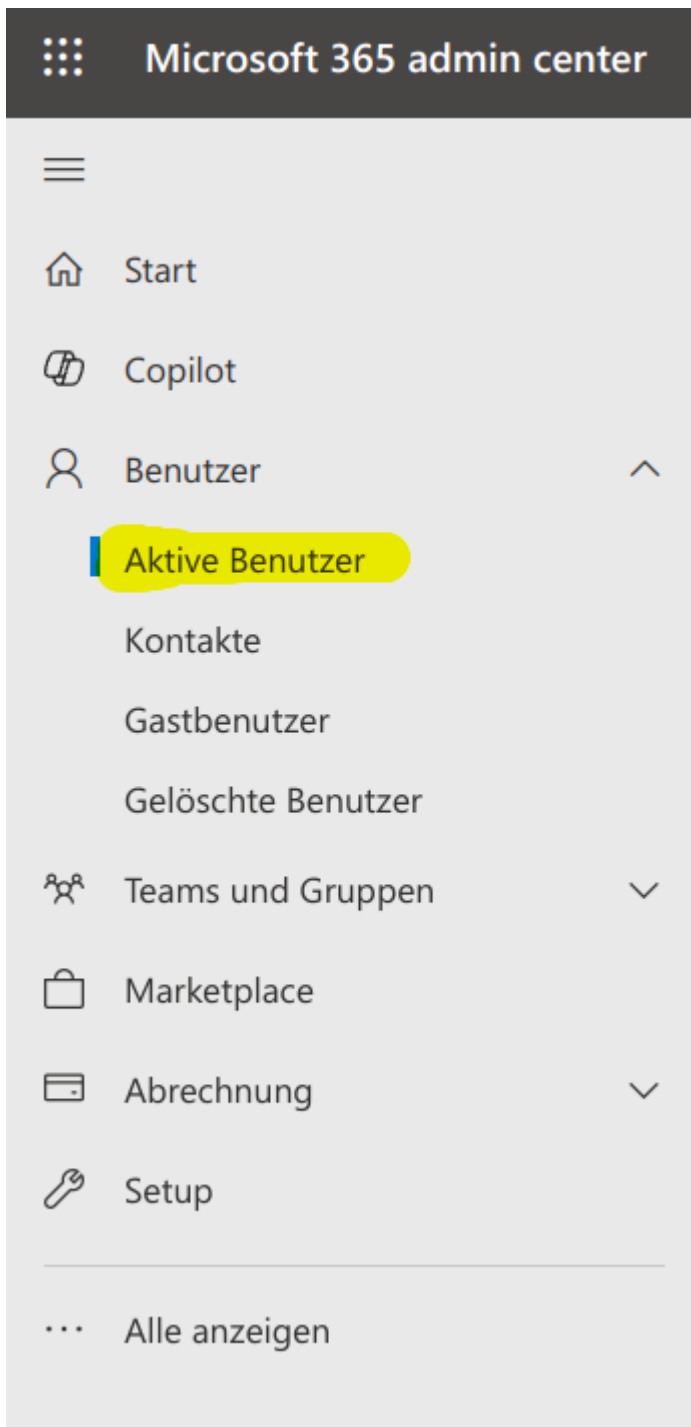 Microsoft 365 admin center
Start
Copilot
Benutzer
Aktive Benutzer
Kontakte
Gastbenutzer
Gelöschte Benutzer
Teams und Gruppen
Marketplace
Abrechnung
Setup
Alle anzeigen